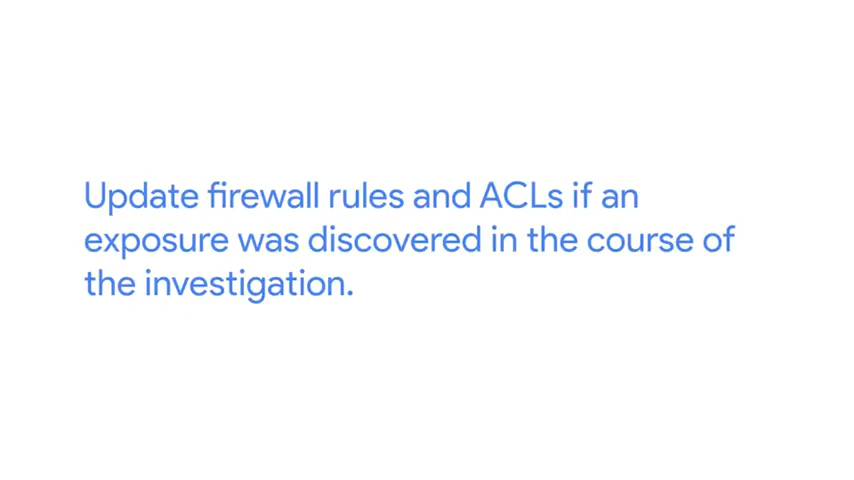 Update firewall rules and ACLs if an
exposure was discovered in the course of
the investigation.